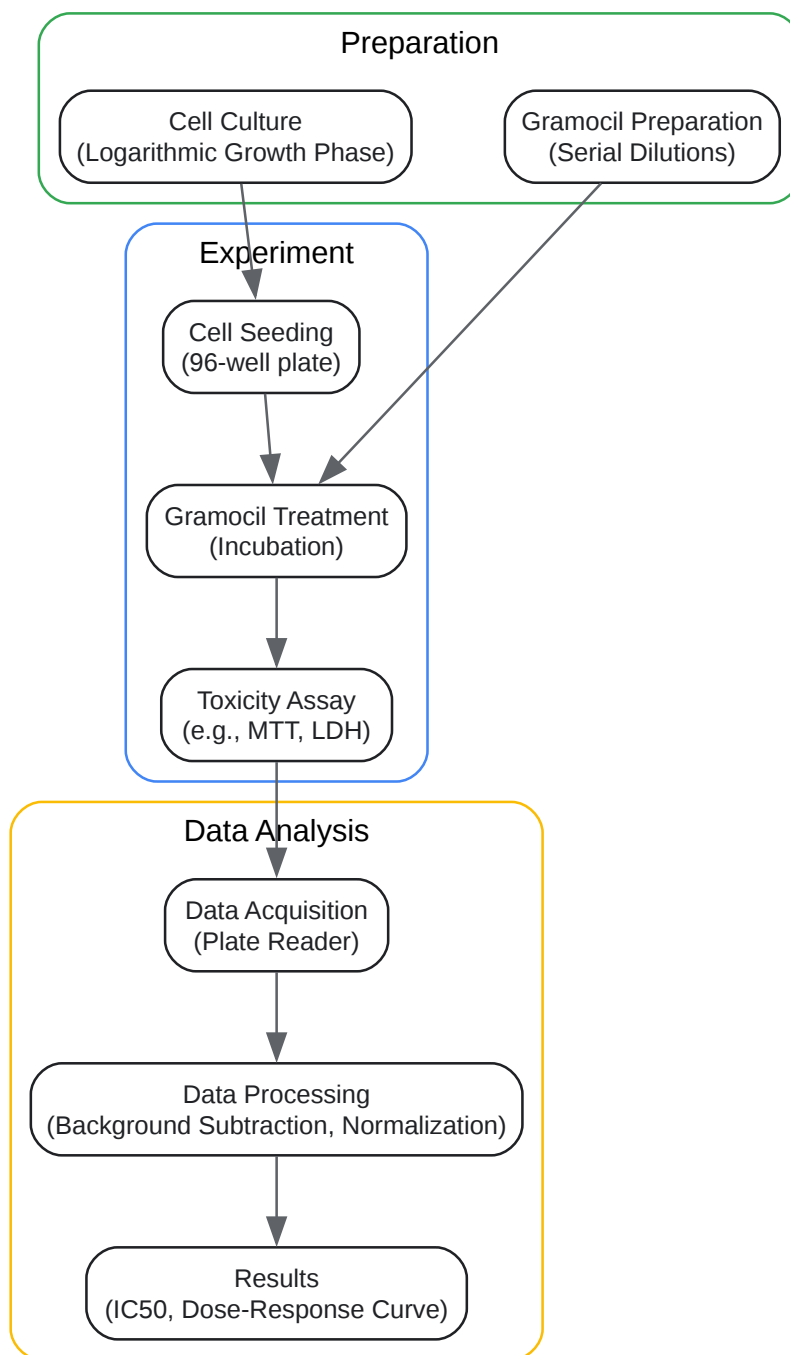 Preparation
Cell Culture
(Logarithmic Growth Phase)
Gramocil Preparation
(Serial Dilutions)
Experiment
Cell Seeding
(96-well plate)
Gramocil Treatment
(Incubation)
Toxicity Assay
(e.g., MTT, LDH)
Data Analysis
Data Acquisition
(Plate Reader)
Data Processing
(Background Subtraction, Normalization)
Results
(IC50, Dose-Response Curve)